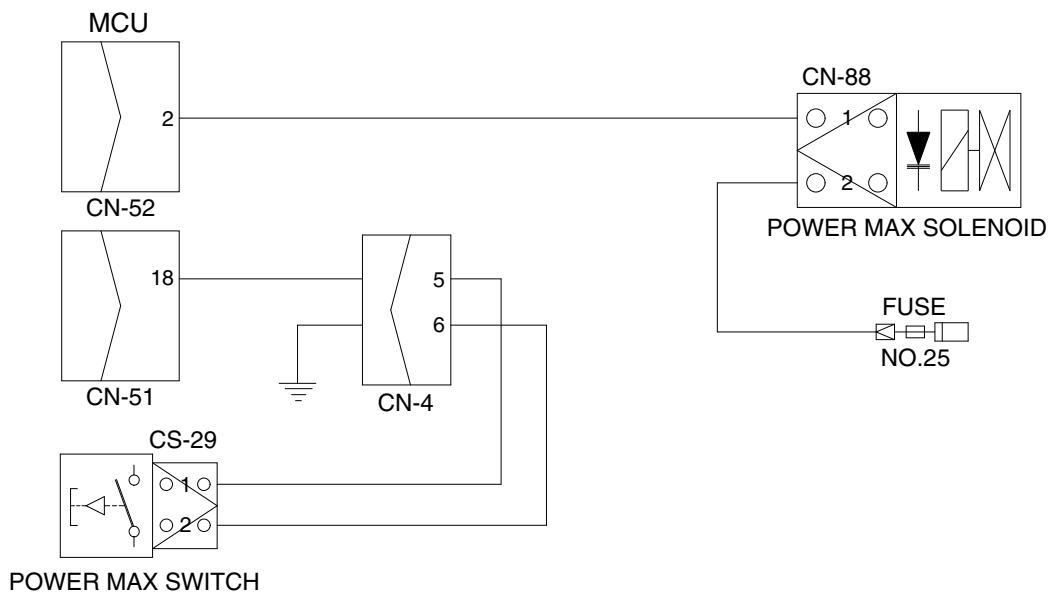 MCU
2
CN-52
CN-88
1
2
POWER MAX SOLENOID
18
CN-51
5
6
CN-4
FUSE
NO.25
CS-29
1
2
POWER MAX SWITCH